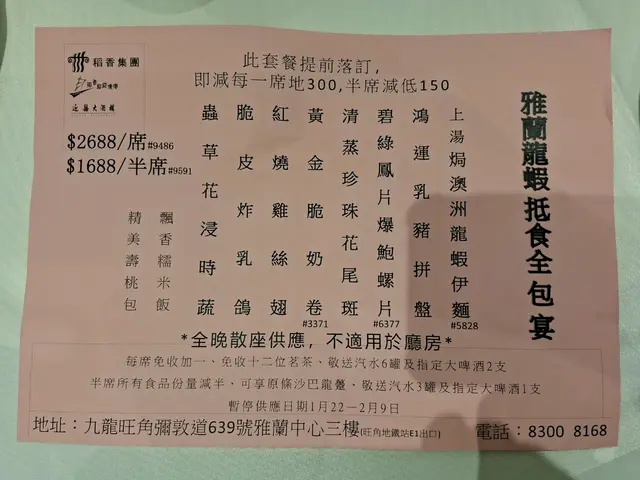 稻香集團
此套餐提前落訂,
即減每一席地300,半席減低150
$2688/席#9486
$1688/半席#9591
雅蘭龍蝦抵食全包宴
上湯焗澳洲龍蝦伊麵
#5828
鴻運乳豬拼盤
碧綠鳳片爆鮑螺片
#6377
清蒸珍珠花尾斑
黃金脆奶卷
#3371
紅燒雞絲翅
脆皮炸乳鴿
蟲草花浸時蔬
飄香糯米飯
精美壽桃包
*全晚散座供應，不適用於廳房*
每席免收加一、免收十二位茗茶、敬送汽水6罐及指定大啤酒2支
半席所有食品份量減半、可享原條沙巴龍躉、敬送汽水3罐及指定大啤酒1支
暫停供應日期1月22－2月9日
地址：九龍旺角彌敦道639號雅蘭中心三樓(旺角地鐵站E1出口)
電話：8300 8168